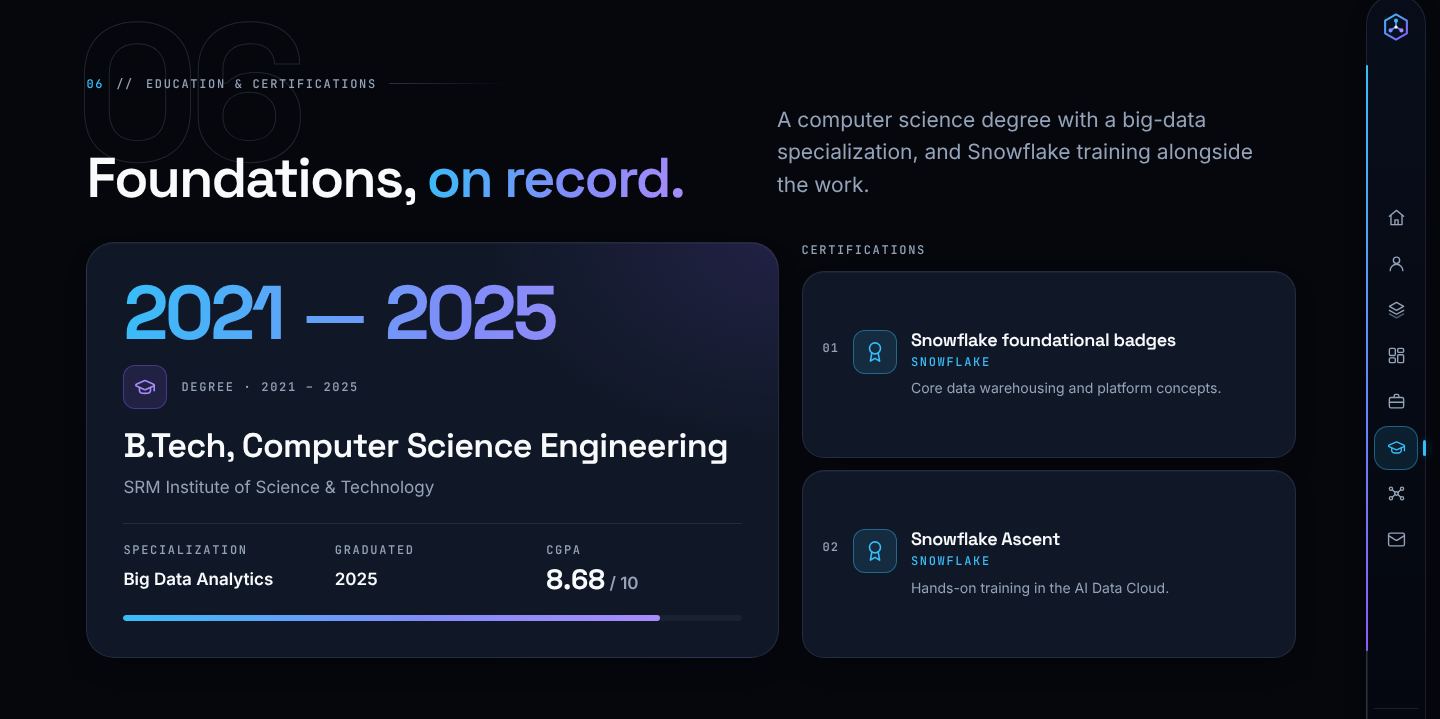 06
06 // EDUCATION & CERTIFICATIONS
Foundations, on record.
A computer science degree with a big-data
specialization, and Snowflake training alongside
the work.
2021 — 2025
DEGREE · 2021 – 2025
B.Tech, Computer Science Engineering
SRM Institute of Science & Technology
SPECIALIZATION
Big Data Analytics
GRADUATED
2025
CGPA
8.68 / 10
CERTIFICATIONS
01
Snowflake foundational badges
SNOWFLAKE
Core data warehousing and platform concepts.
02
Snowflake Ascent
SNOWFLAKE
Hands-on training in the AI Data Cloud.